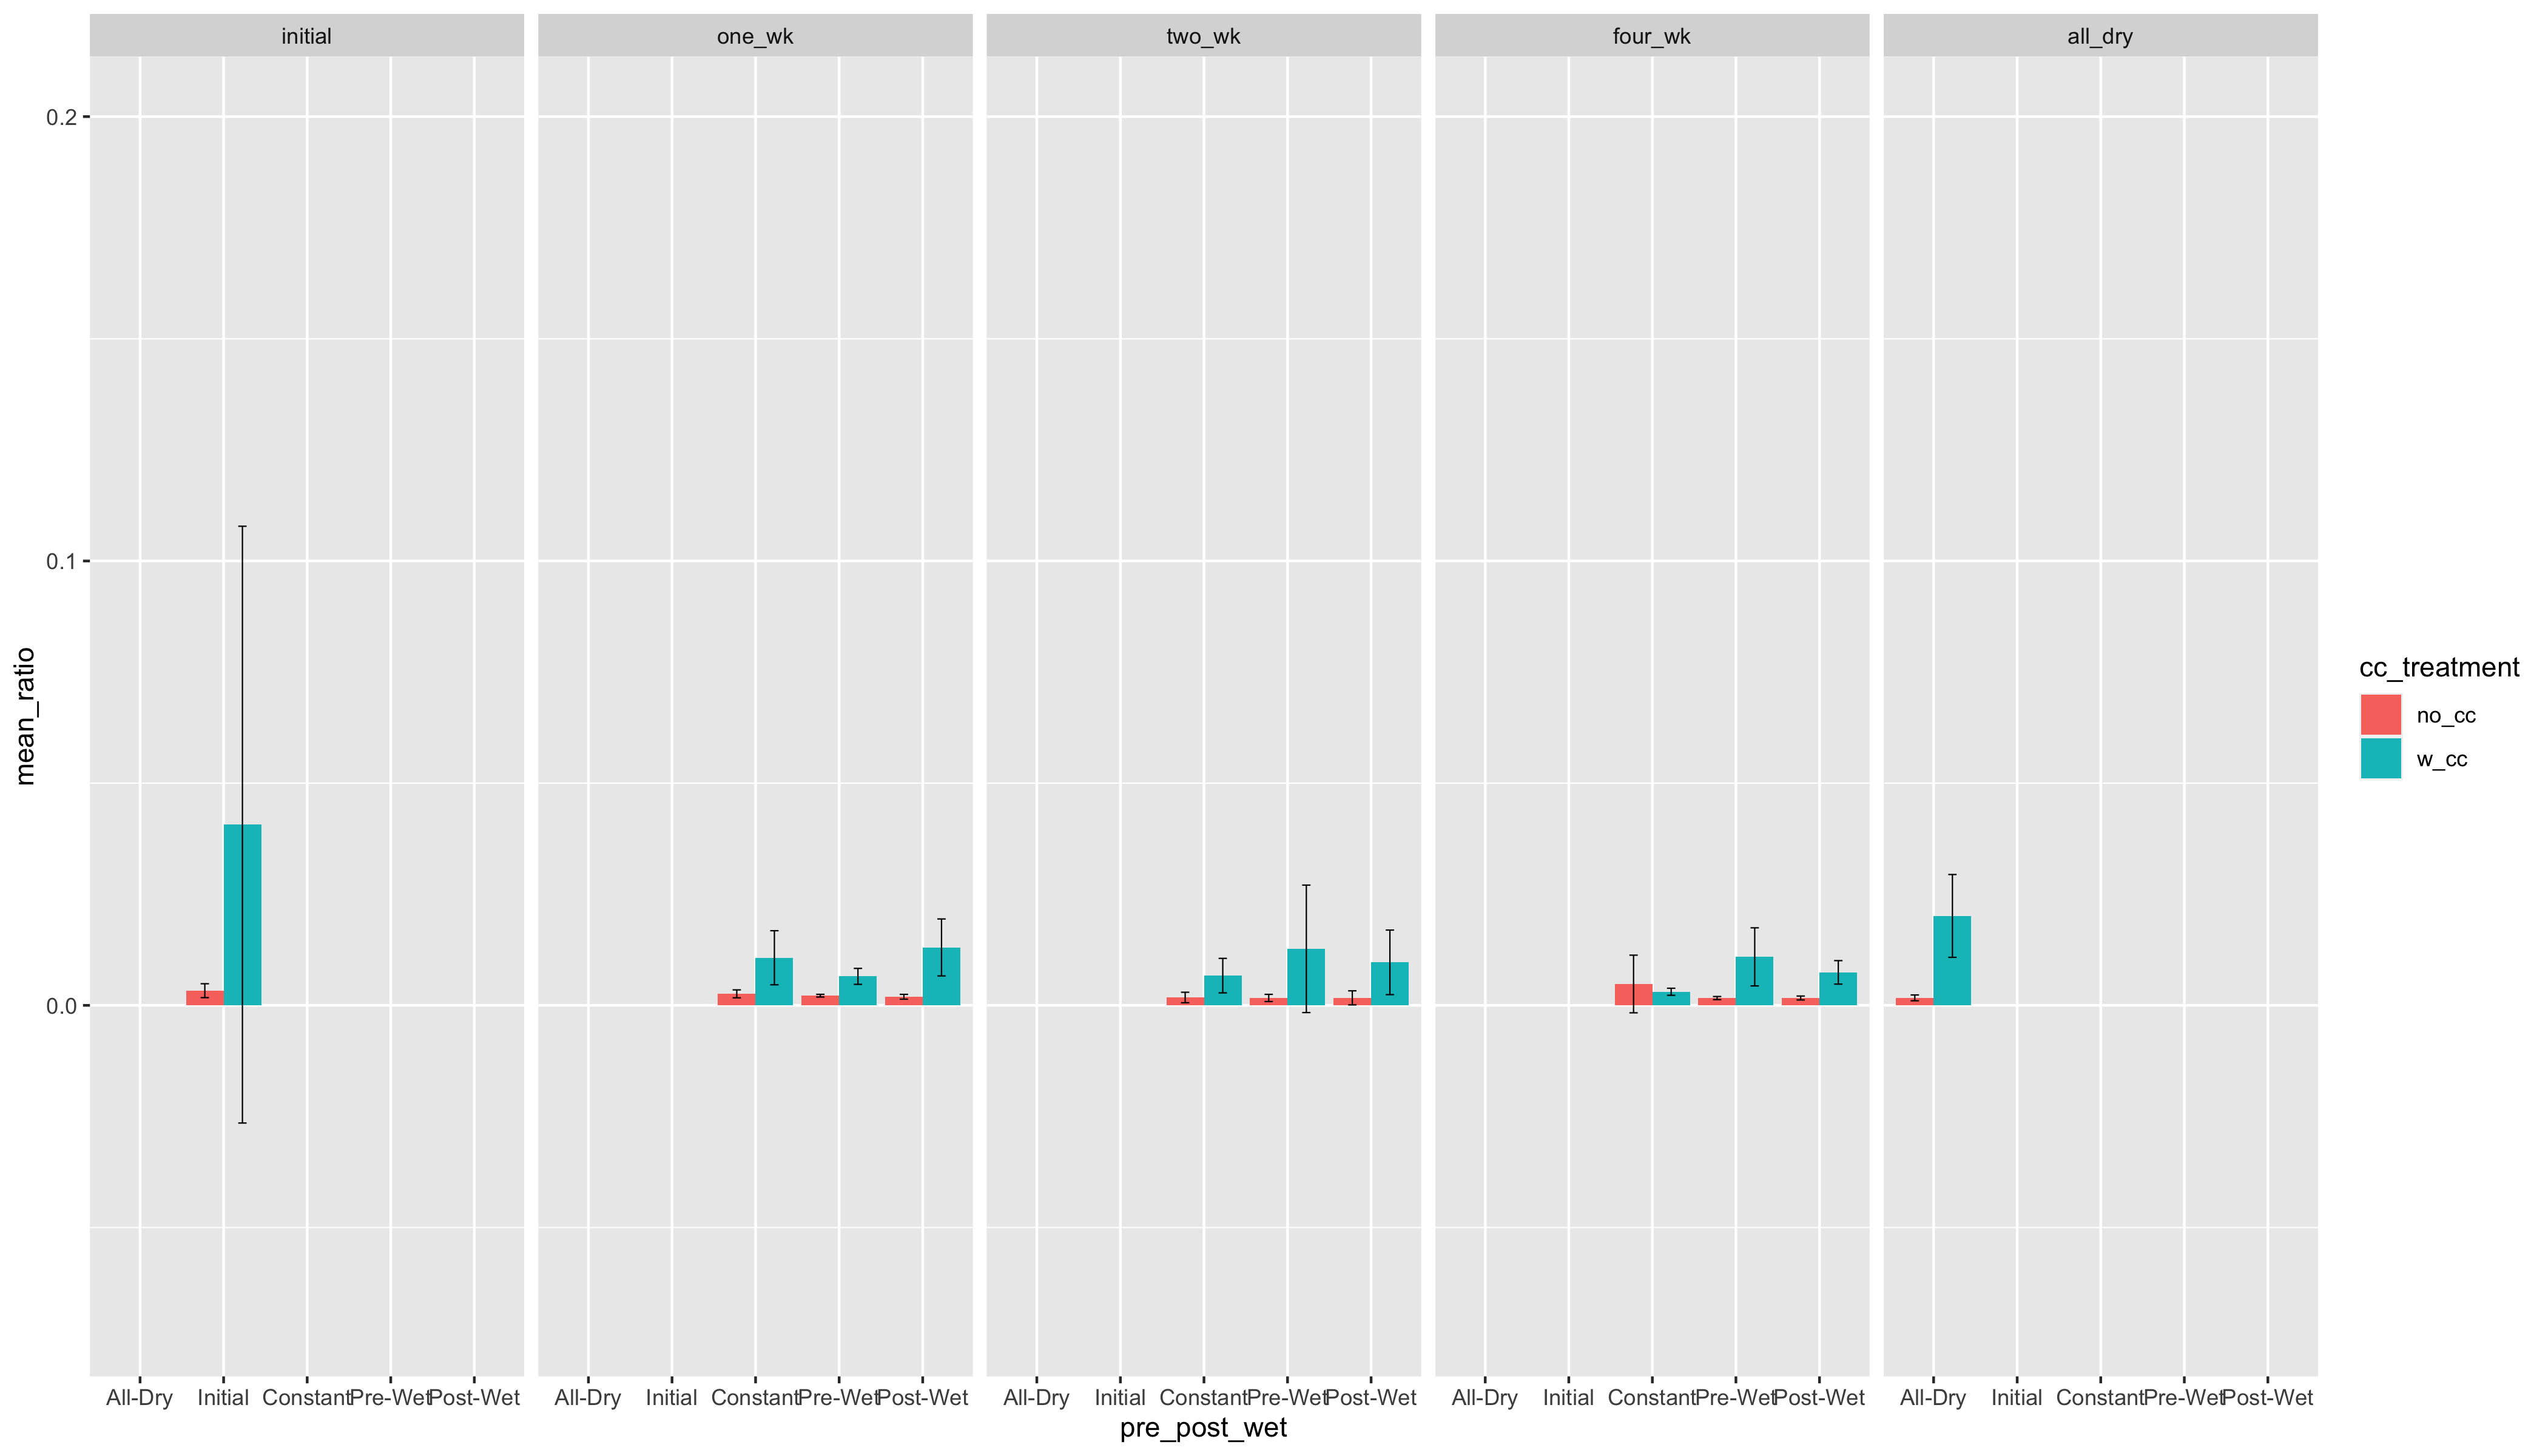 initial one_wk two_wk four_wk all_dry
0.2
0.1
0.0
mean_ratio
cc_treatment
no_cc
w_cc
All-Dry Initial Constant Pre-Wet Post-Wet All-Dry Initial Constant Pre-Wet Post-Wet All-Dry Initial Constant Pre-Wet Post-Wet All-Dry Initial Constant Pre-Wet Post-Wet All-Dry Initial Constant Pre-Wet Post-Wet
pre_post_wet